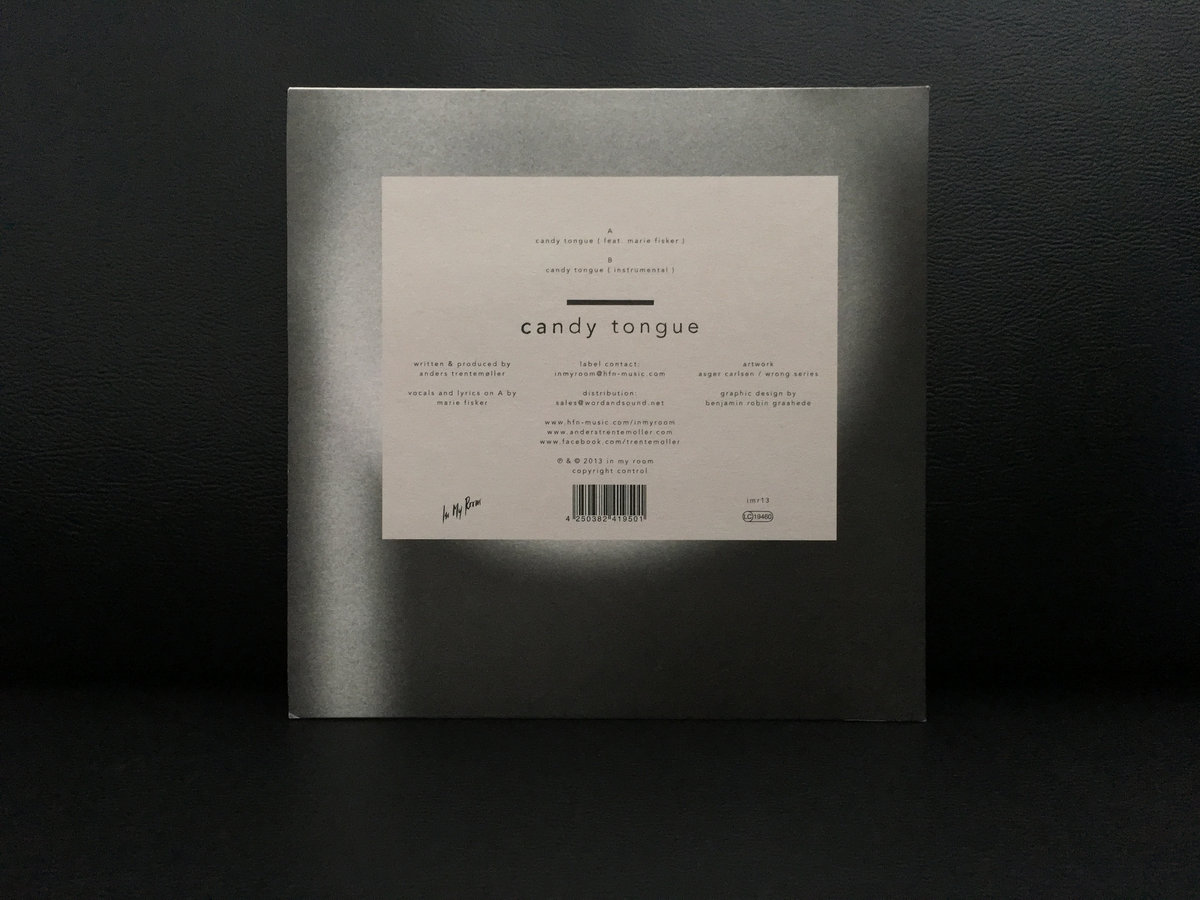 A
candy tongue ( feat. marie fisker )
B
candy tongue ( instrumental )
candy tongue
written & produced by
anders trentemøller
vocals and lyrics on A by
marie fisker
label contact:
inmyroom@hfn-music.com
distribution:
sales@wordandsound.net
www.hfn-music.com/inmyroom
www.anderstrentemoller.com
www.facebook.com/trentemøller
℗ & © 2013 in my room
copyright control
artwork
asger carlsen / wrong series
graphic design by
benjamin robin graahede
In My Room
4 250382 419501
imr13
LC 19460